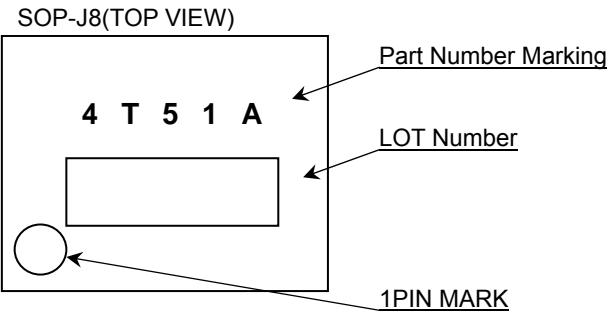 SOP-J8(TOP VIEW)
Part Number Marking
4 T 5 1 A
LOT Number
1PIN MARK